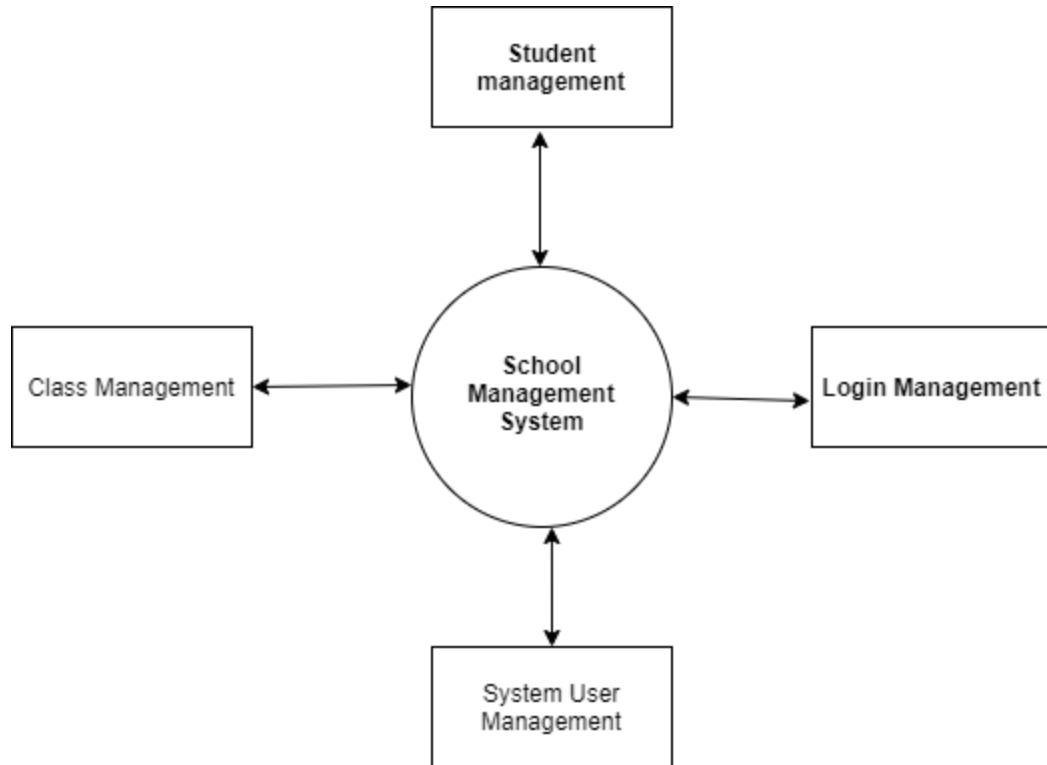 Student
management
School
Management
System
Class Management
Login Management
System User
Management